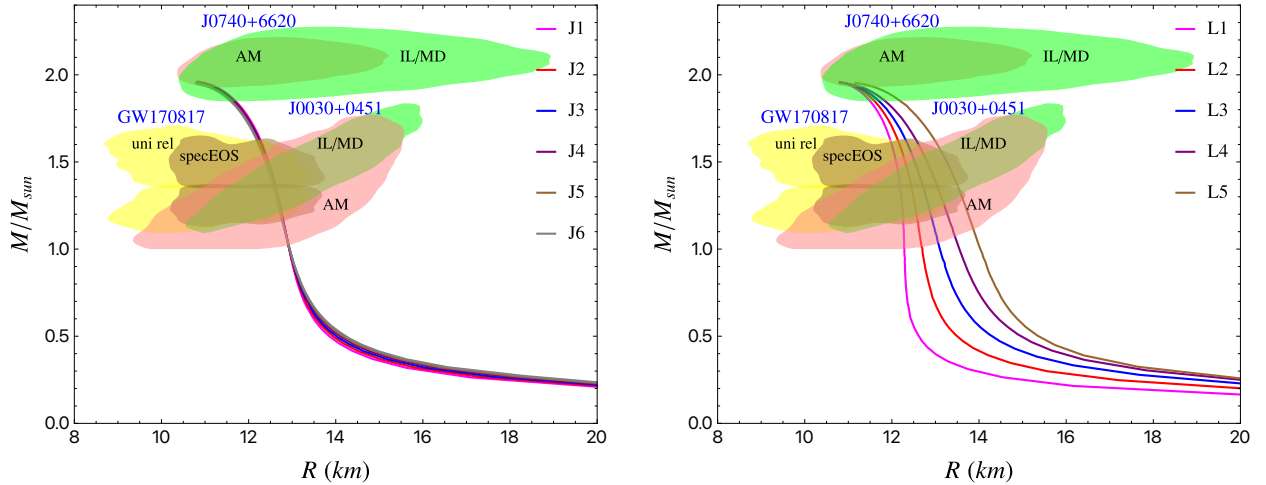 J0740+6620
AM
IL/MD
GW170817
J0030+0451
uni rel
specEOS
IL/MD
AM
J1
J2
J3
J4
J5
J6
M/M_sun
2.0
1.5
1.0
0.5
0.0
8 10 12 14 16 18 20
R (km)
J0740+6620
AM
IL/MD
GW170817
J0030+0451
uni rel
specEOS
IL/MD
AM
L1
L2
L3
L4
L5
M/M_sun
2.0
1.5
1.0
0.5
0.0
8 10 12 14 16 18 20
R (km)